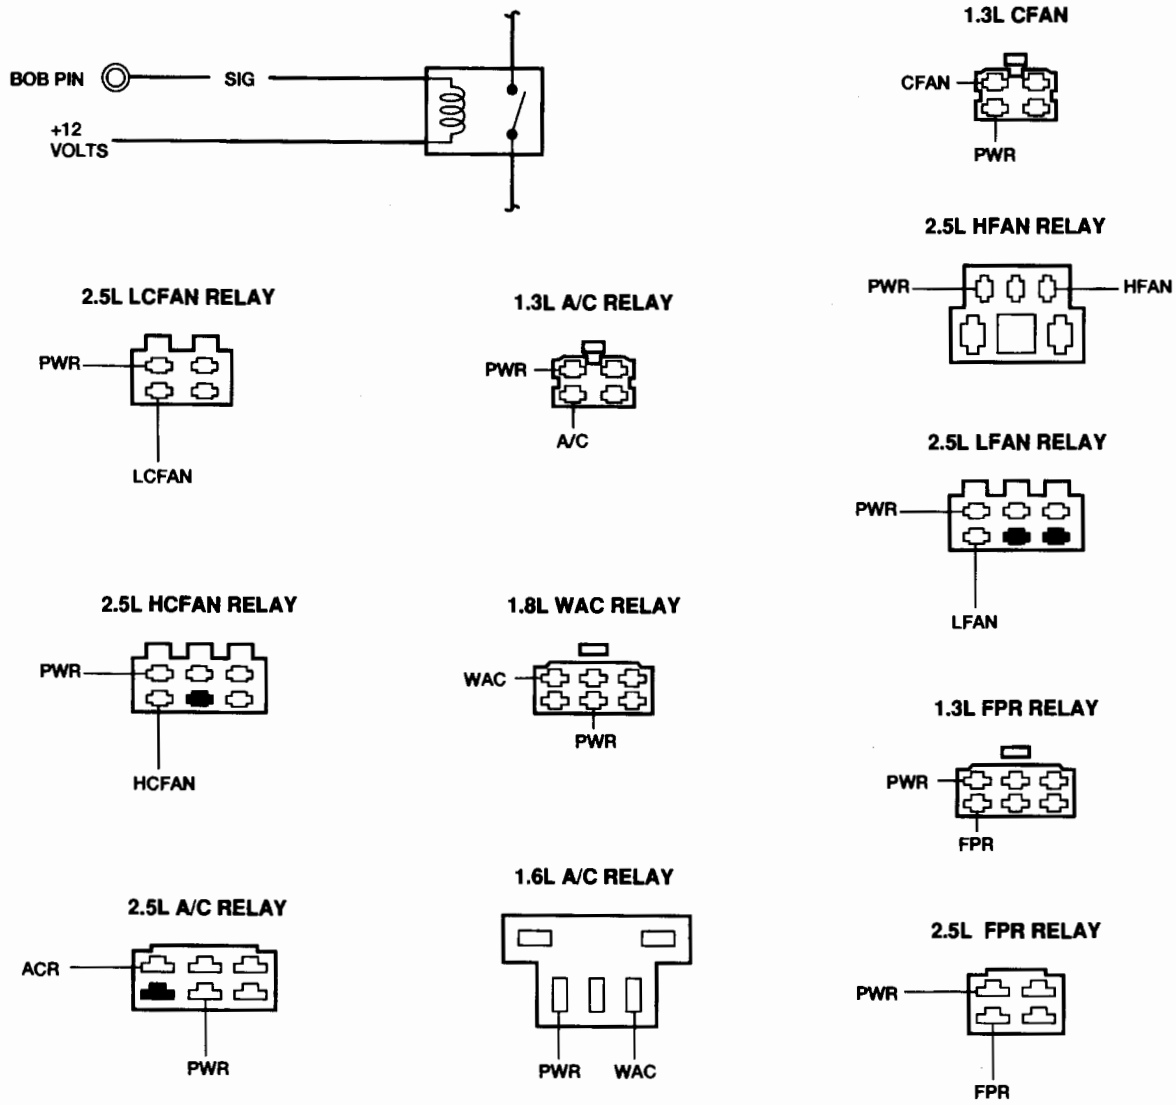 1.3L CFAN
BOB PIN
SIG
+12
VOLTS
CFAN
PWR
2.5L HFAN RELAY
PWR
HFAN
2.5L LCFAN RELAY
PWR
LCFAN
1.3L A/C RELAY
PWR
A/C
2.5L LFAN RELAY
PWR
LFAN
2.5L HCFAN RELAY
PWR
HCFAN
1.8L WAC RELAY
WAC
PWR
1.3L FPR RELAY
PWR
FPR
2.5L A/C RELAY
ACR
PWR
1.6L A/C RELAY
PWR
WAC
2.5L FPR RELAY
PWR
FPR